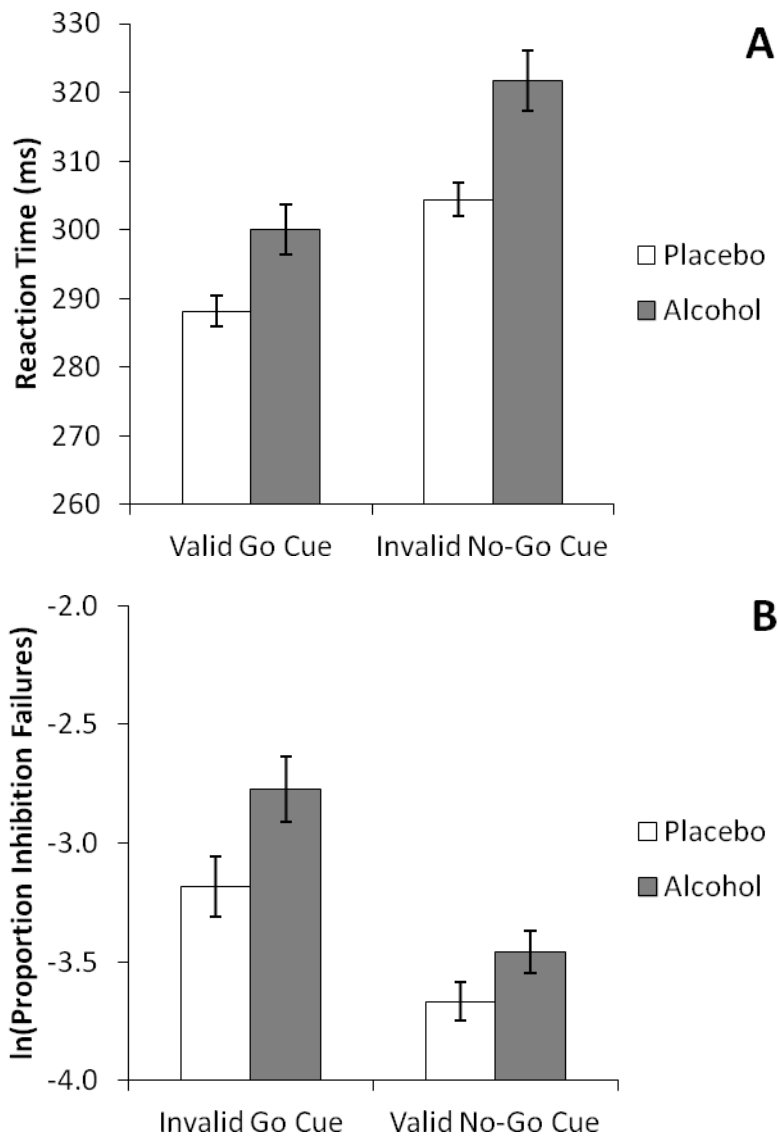 A
Reaction Time (ms)
330
320
310
300
290
280
270
260
Valid Go Cue
Invalid No-Go Cue
Placebo
Alcohol
B
ln(Proportion Inhibition Failures)
-2.0
-2.5
-3.0
-3.5
-4.0
Invalid Go Cue
Valid No-Go Cue
Placebo
Alcohol